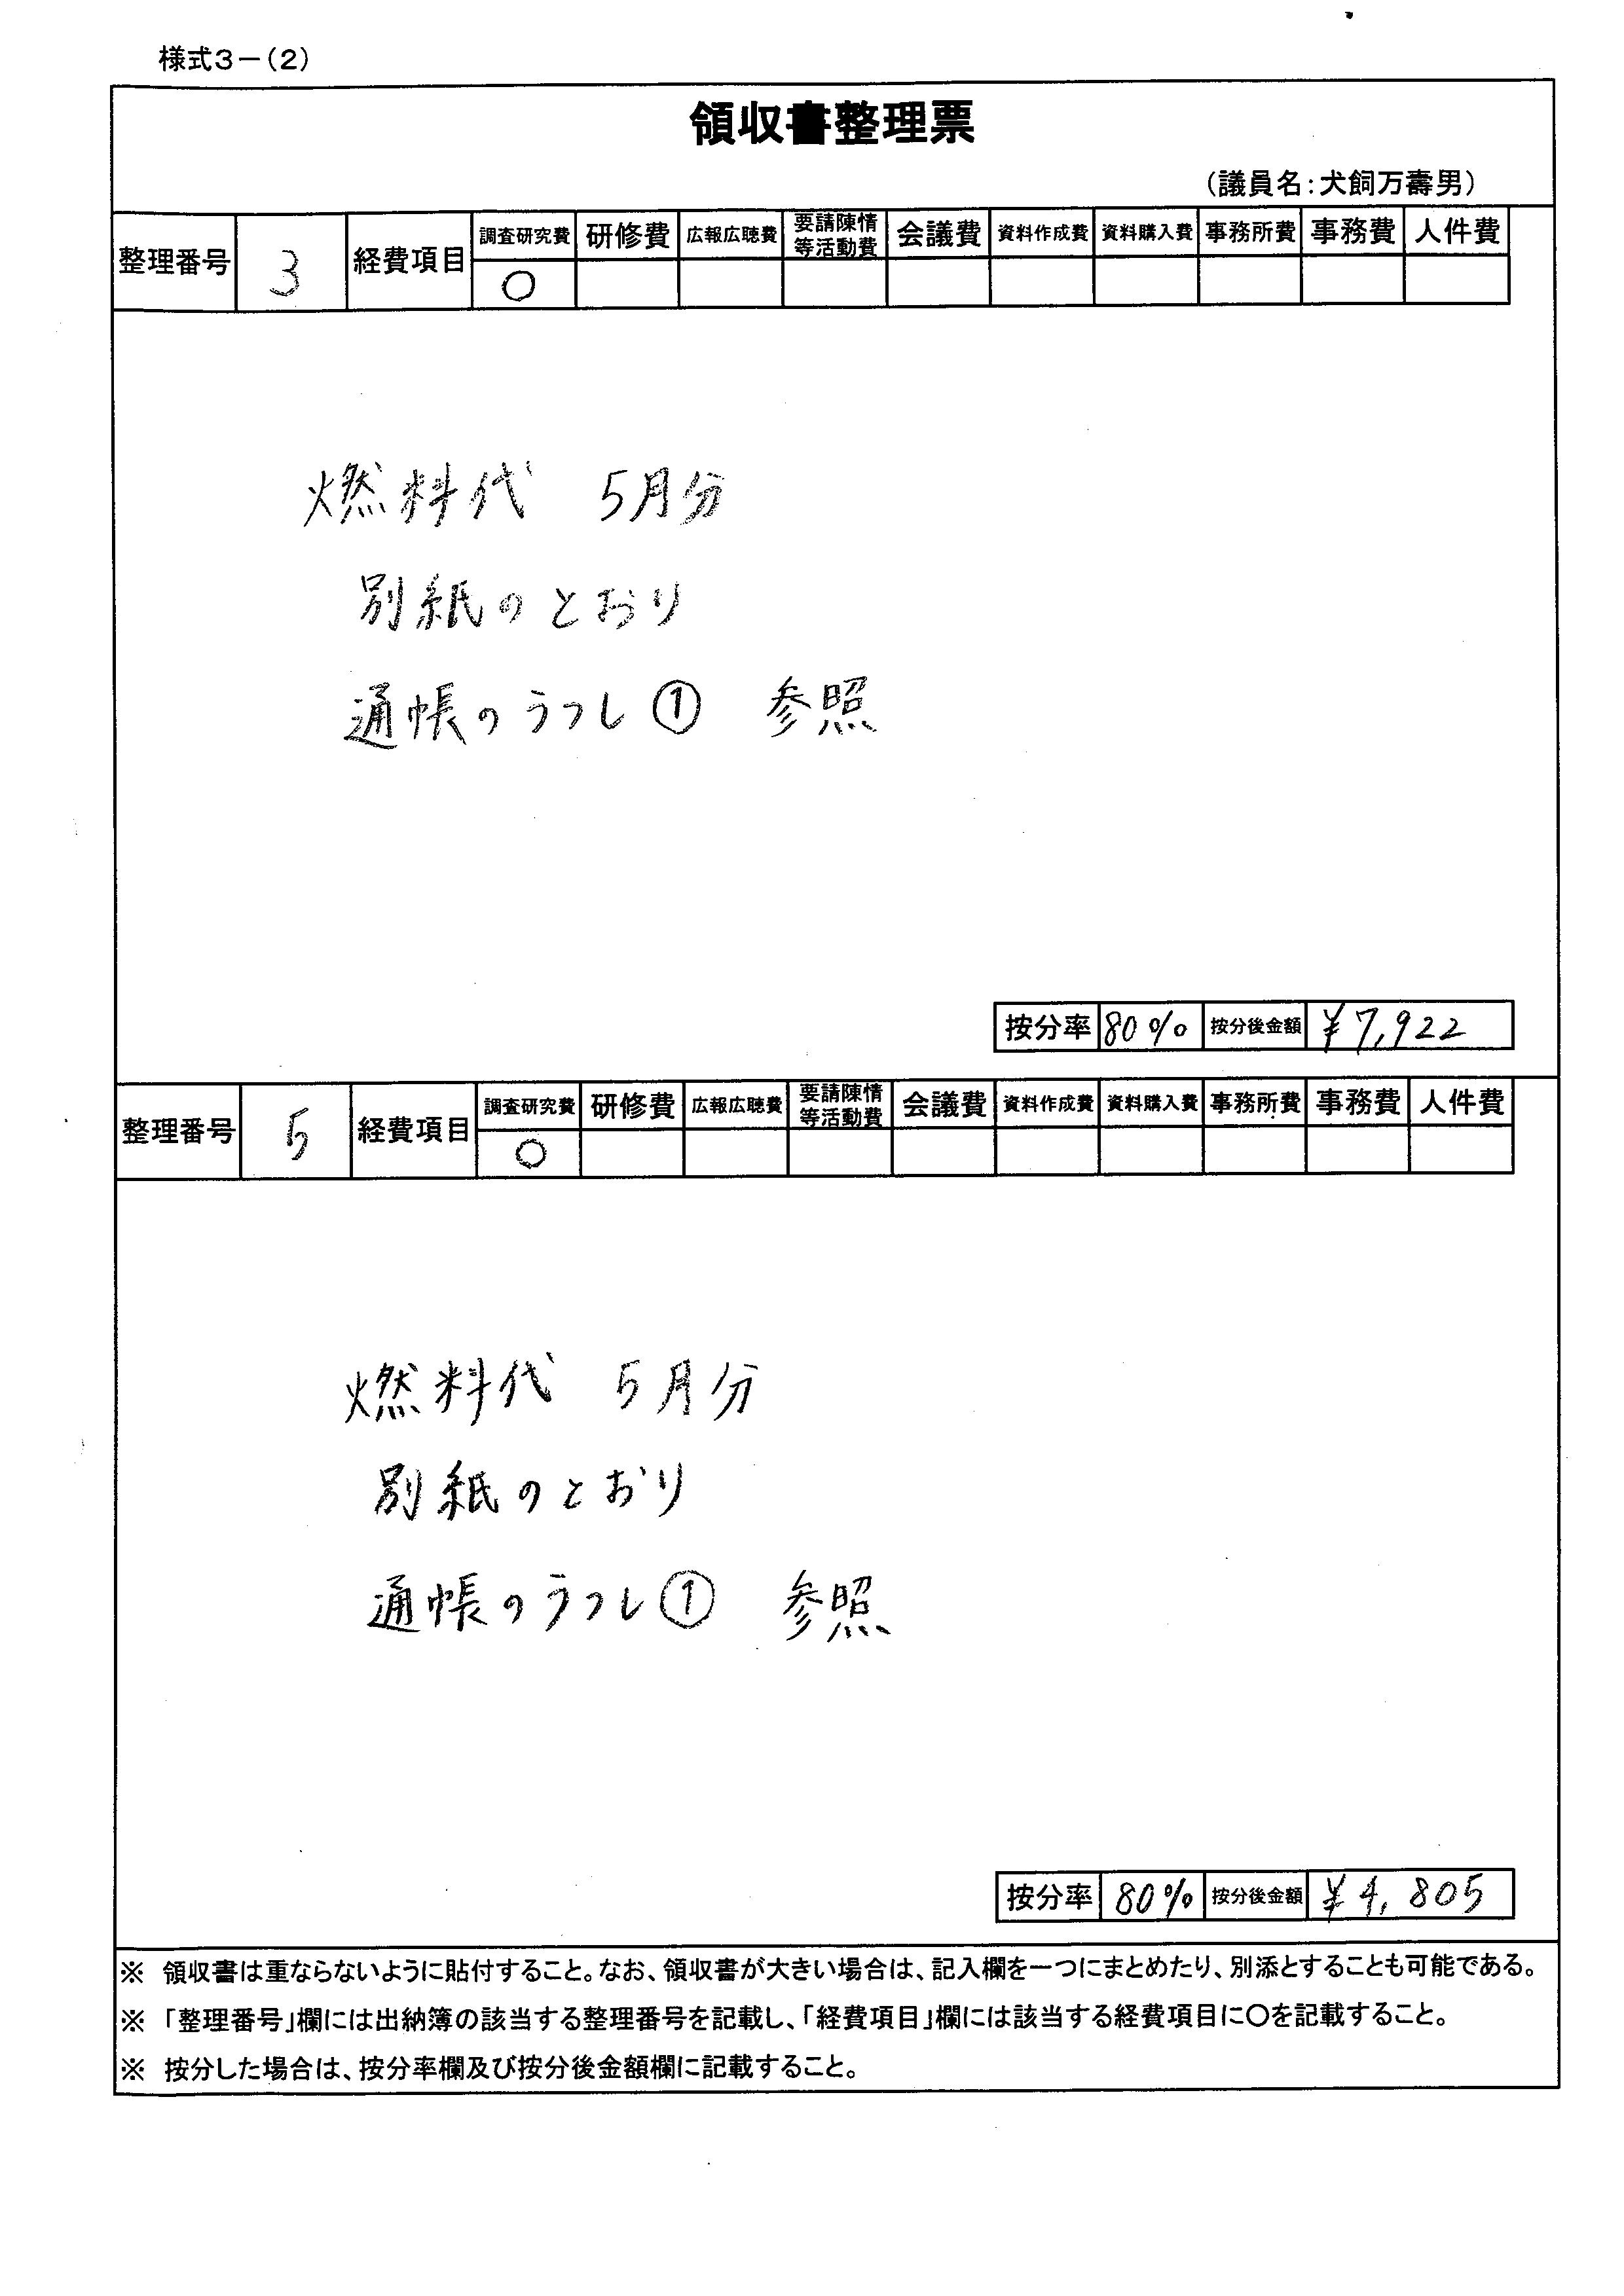 様式3－(2)
領収書整理票
(議員名：犬飼万壽男)
整理番号 3 経費項目 調査研究費 研修費 広報広聴費 要請陳情等活動費 会議費 資料作成費 資料購入費 事務所費 事務費 人件費
○
燃料代 5月分
別紙のとおり
通帳のうつし① 参照
按分率 80% 按分後金額 ¥7,922
整理番号 5 経費項目 調査研究費 研修費 広報広聴費 要請陳情等活動費 会議費 資料作成費 資料購入費 事務所費 事務費 人件費
○
燃料代 5月分
別紙のとおり
通帳のうつし① 参照
按分率 80% 按分後金額 ¥4,805
※ 領収書は重ならないように貼付すること。なお、領収書が大きい場合は、記入欄を一つにまとめたり、別添とすることも可能である。
※ 「整理番号」欄には出納簿の該当する整理番号を記載し、「経費項目」欄には該当する経費項目に○を記載すること。
※ 按分した場合は、按分率欄及び按分後金額欄に記載すること。